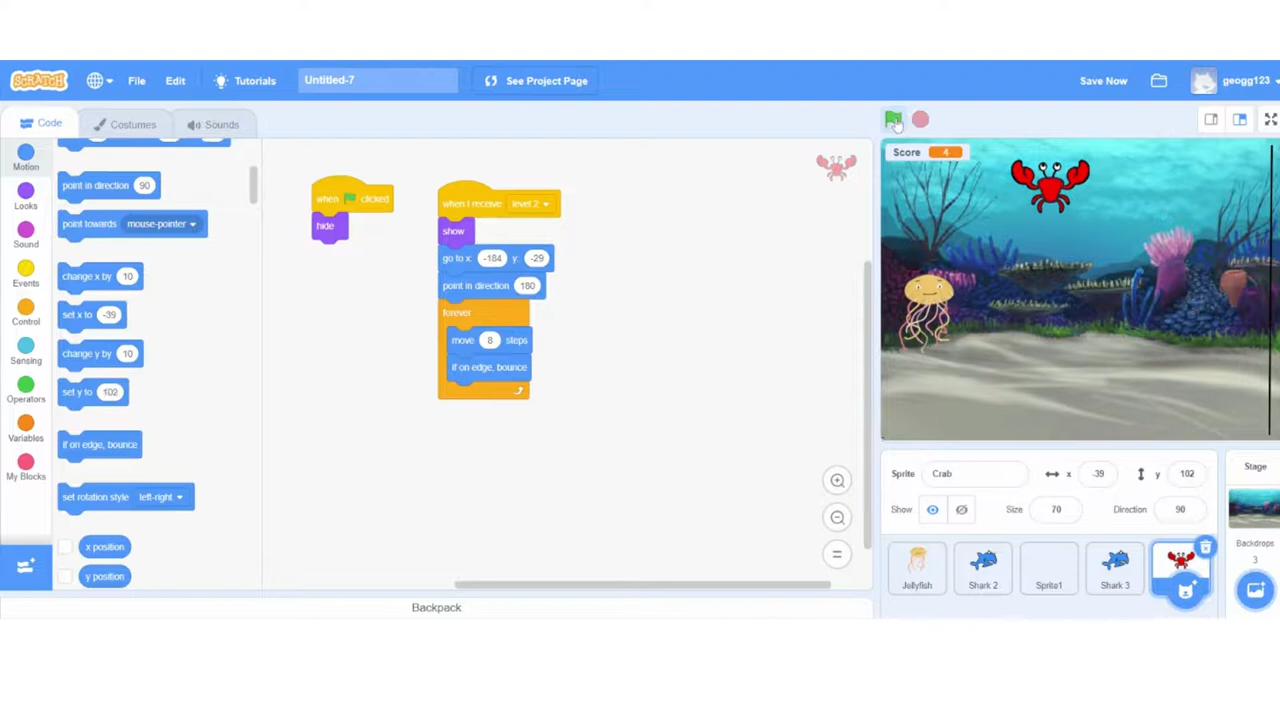 SCRATCH File Edit Tutorials Untitled-7 See Project Page Save Now geogg123
Code Costumes Sounds
Motion
Looks
Sound
Events
Control
Sensing
Operators
Variables
My Blocks
point in direction 90
point towards mouse-pointer
change x by 10
set x to -39
change y by 10
set y to 102
if on edge, bounce
set rotation style left-right
x position
y position
when clicked
hide
when I receive level 2
show
go to x: -184 y: -29
point in direction 180
forever
move 8 steps
if on edge, bounce
Score 4
Sprite Crab x -39 y 102
Show Size 70 Direction 90
Jellyfish Shark 2 Sprite1 Shark 3
Stage
Backdrops
3
Backpack